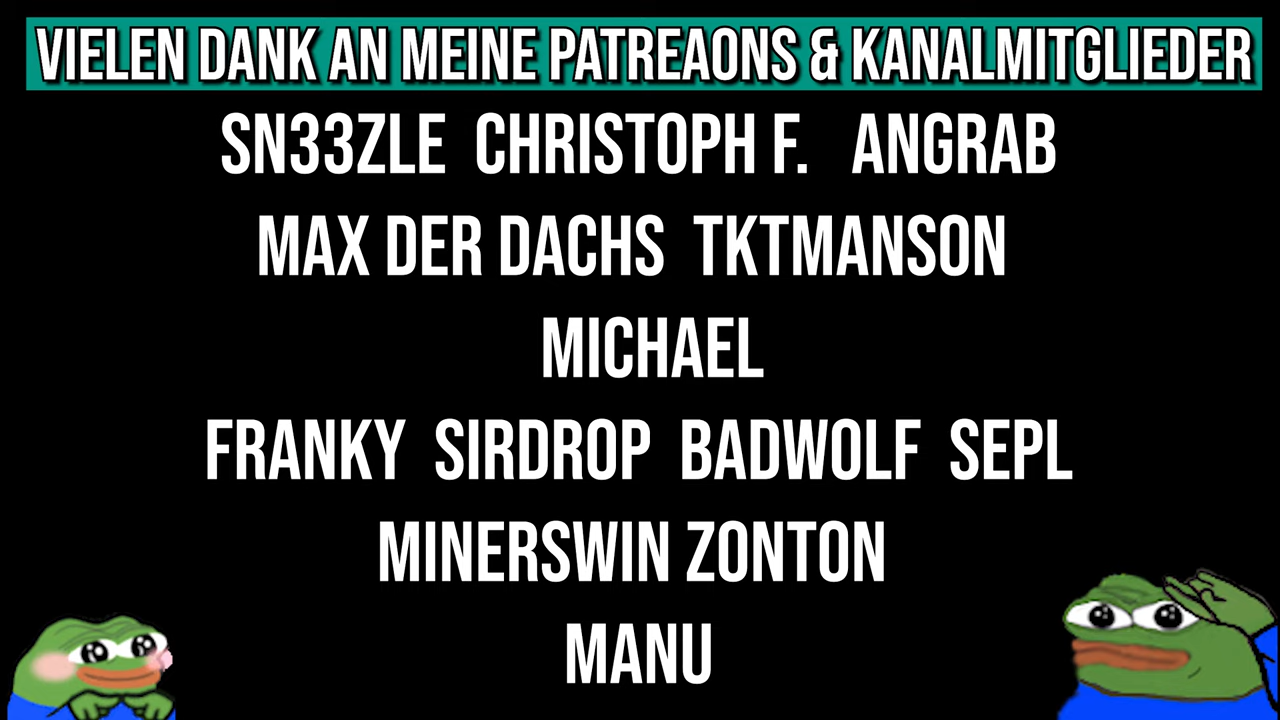 VIELEN DANK AN MEINE PATREAONS & KANALMITGLIEDER
SN33ZLE CHRISTOPH F. ANGRAB
MAX DER DACHS TKTMANSON
MICHAEL
FRANKY SIRDROP BADWOLF SEPL
MINERSWIN ZONTON
MANU